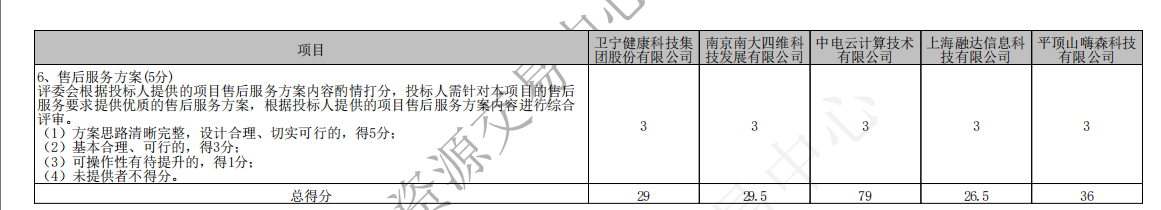 项目
卫宁健康科技集
团股份有限公司
南京南大四维科
技发展有限公司
中电云计算技术
有限公司
上海融达信息科
技有限公司
平顶山嗨森科技
有限公司
6、售后服务方案(5分)
评委会根据投标人提供的项目售后服务方案内容酌情打分，投标人需针对本项目的售后
服务要求提供优质的售后服务方案，根据投标人提供的项目售后服务方案内容进行综合
评审。
（1）方案思路清晰完整，设计合理、切实可行的，得5分；
（2）基本合理、可行的，得3分；
（3）可操作性有待提升的，得1分；
（4）未提供者不得分。
3
3
3
3
3
总得分
29
29.5
79
26.5
36
资源交易中心
易中心